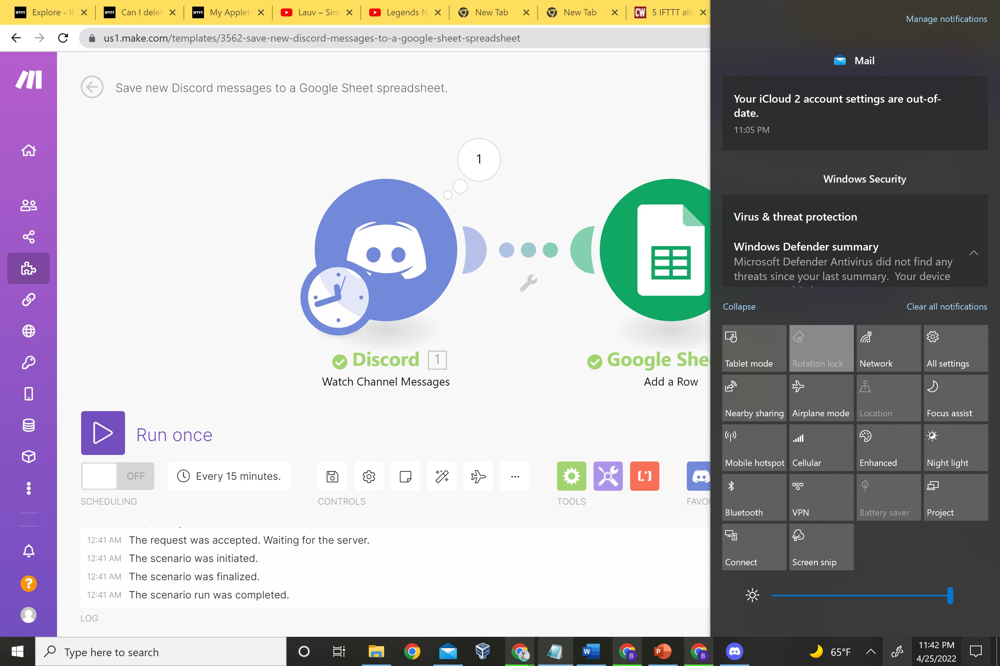 Explore - IF
Can I delet
My Applet
Lauv – Sim
Legends N
New Tab
New Tab
CW
5 IFTTT alt
us1.make.com/templates/3562-save-new-discord-messages-to-a-google-sheet-spreadsheet
Save new Discord messages to a Google Sheet spreadsheet.
1
Discord 1
Watch Channel Messages
Google Shee
Add a Row
Run once
OFF
Every 15 minutes.
SCHEDULING
CONTROLS
TOOLS
FAVOR
12:41 AM The request was accepted. Waiting for the server.
12:41 AM The scenario was initiated.
12:41 AM The scenario was finalized.
12:41 AM The scenario run was completed.
LOG
Manage notifications
Mail
Your iCloud 2 account settings are out-of-
date.
11:05 PM
Windows Security
Virus & threat protection
Windows Defender summary
Microsoft Defender Antivirus did not find any
threats since your last summary. Your device
Collapse
Clear all notifications
Tablet mode
Rotation lock
Network
All settings
Nearby sharing
Airplane mode
Location
Focus assist
Mobile hotspot
Cellular
Enhanced
Night light
Bluetooth
VPN
Battery saver
Project
Connect
Screen snip
Type here to search
65°F
11:42 PM
4/25/2022